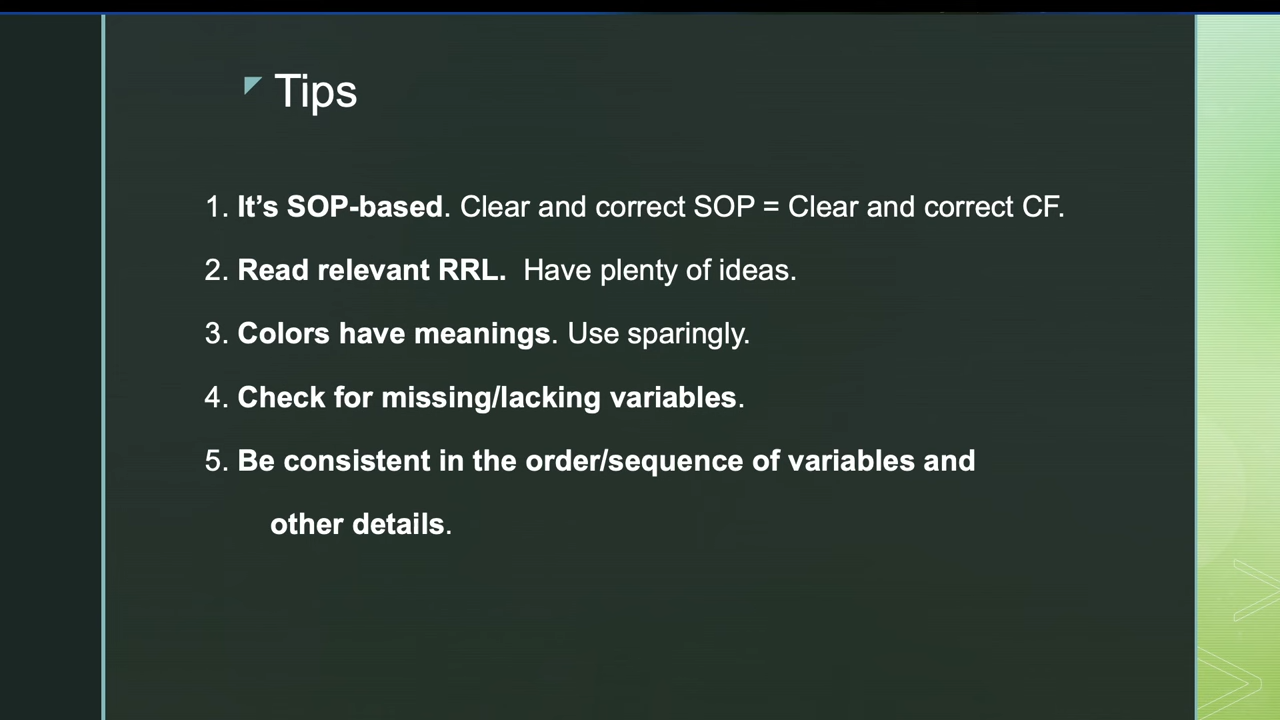 Tips
1. It’s SOP-based. Clear and correct SOP = Clear and correct CF.
2. Read relevant RRL.  Have plenty of ideas.
3. Colors have meanings. Use sparingly.
4. Check for missing/lacking variables.
5. Be consistent in the order/sequence of variables and
other details.